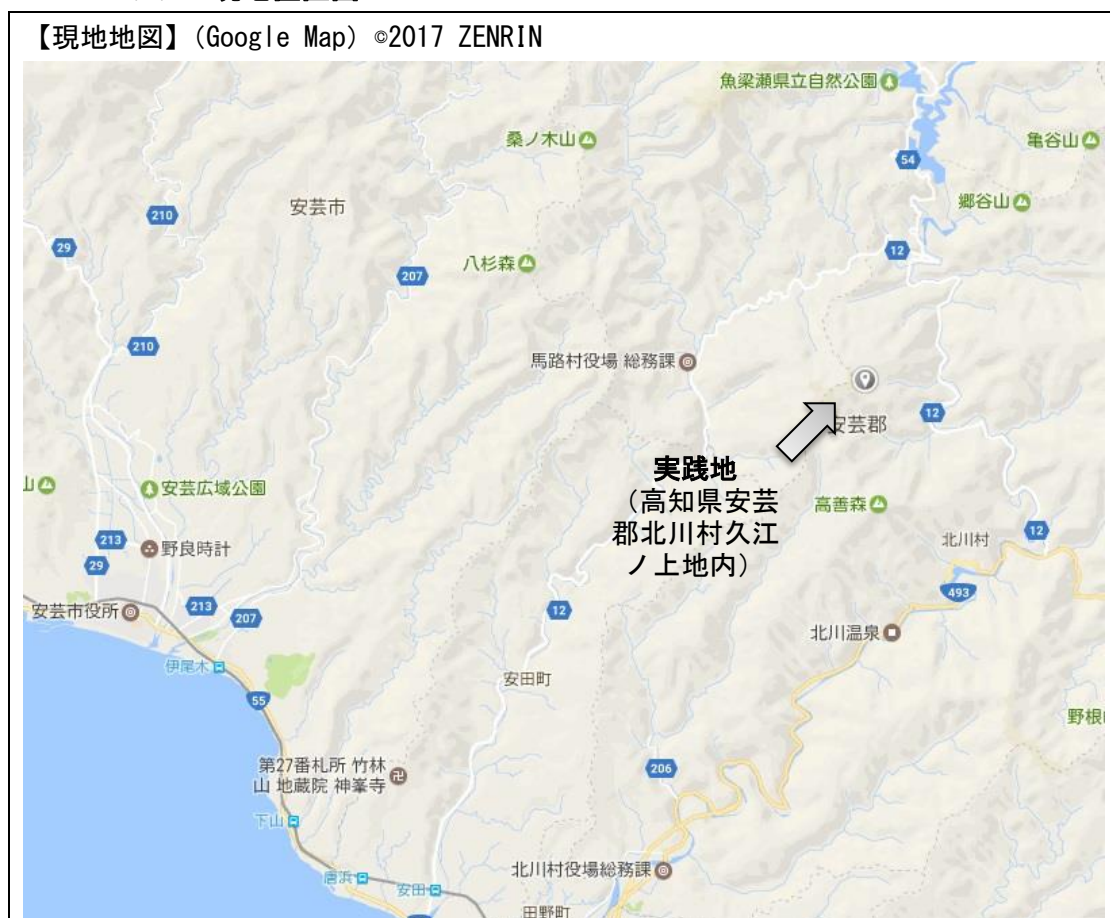 【現地地図】(Google Map) ©2017 ZENRIN
魚梁瀬県立自然公園
桑ノ木山
亀谷山
54
安芸市
郷谷山
210
29
12
八杉森
207
210
馬路村役場 総務課
12
安芸郡
実践地
（高知県安芸
郡北川村久江
ノ上地内）
山
安芸広域公園
高善森
213
野良時計
12
北川村
29
493
安芸市役所
213
207
12
北川温泉
伊尾木
安田町
55
野根
第27番札所 竹林
山 地蔵院 神峯寺
206
下山
北川村役場総務課
唐浜
安田
田野町